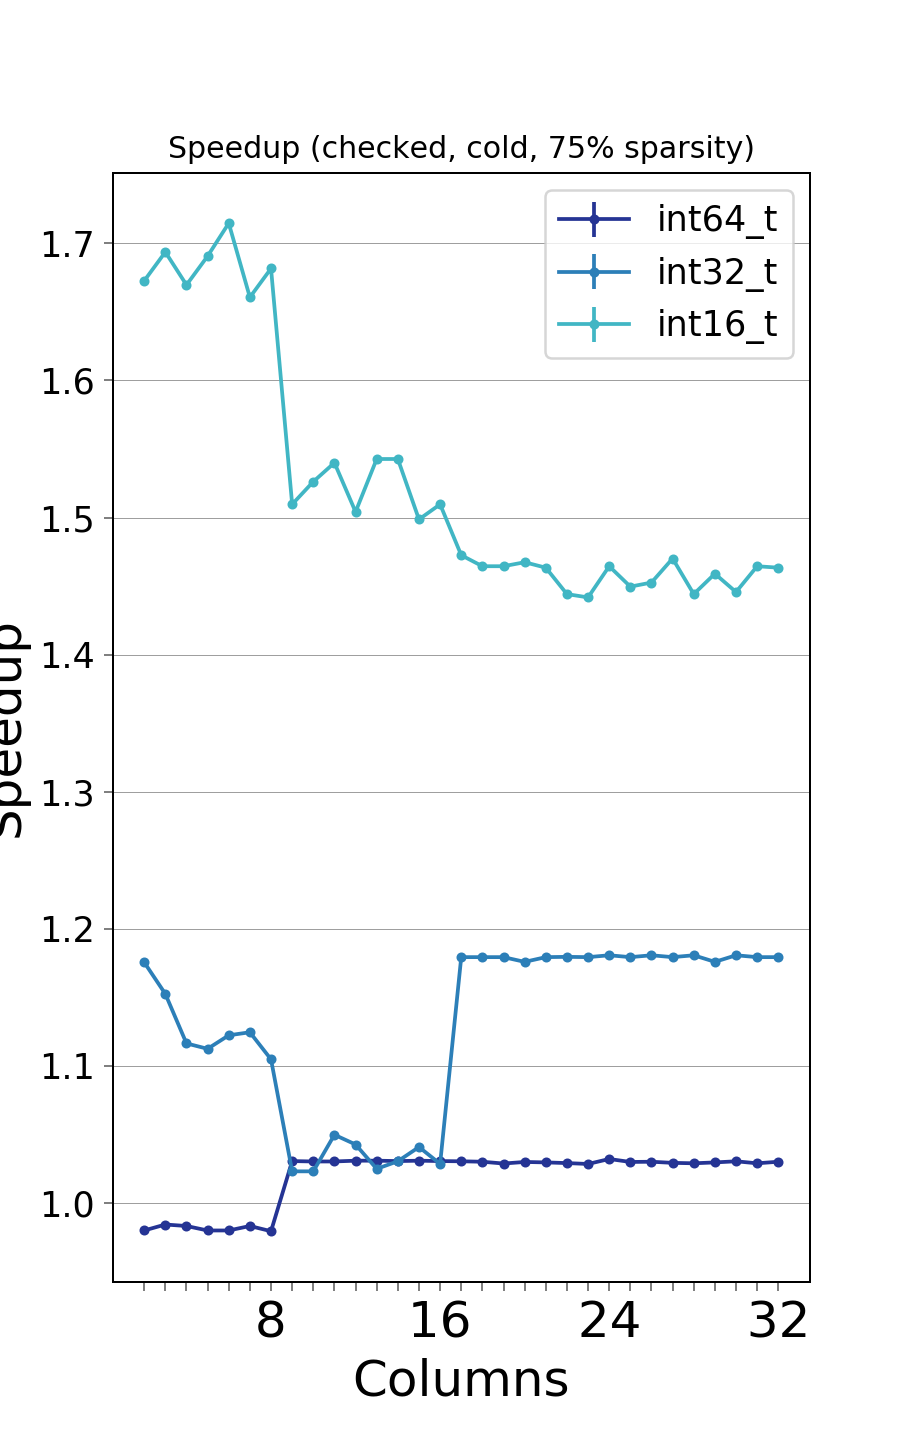 Speedup (checked, cold, 75% sparsity)
int64_t
int32_t
int16_t
1.7
1.6
1.5
1.4
1.3
1.2
1.1
1.0
Speedup
8 16 24 32
Columns